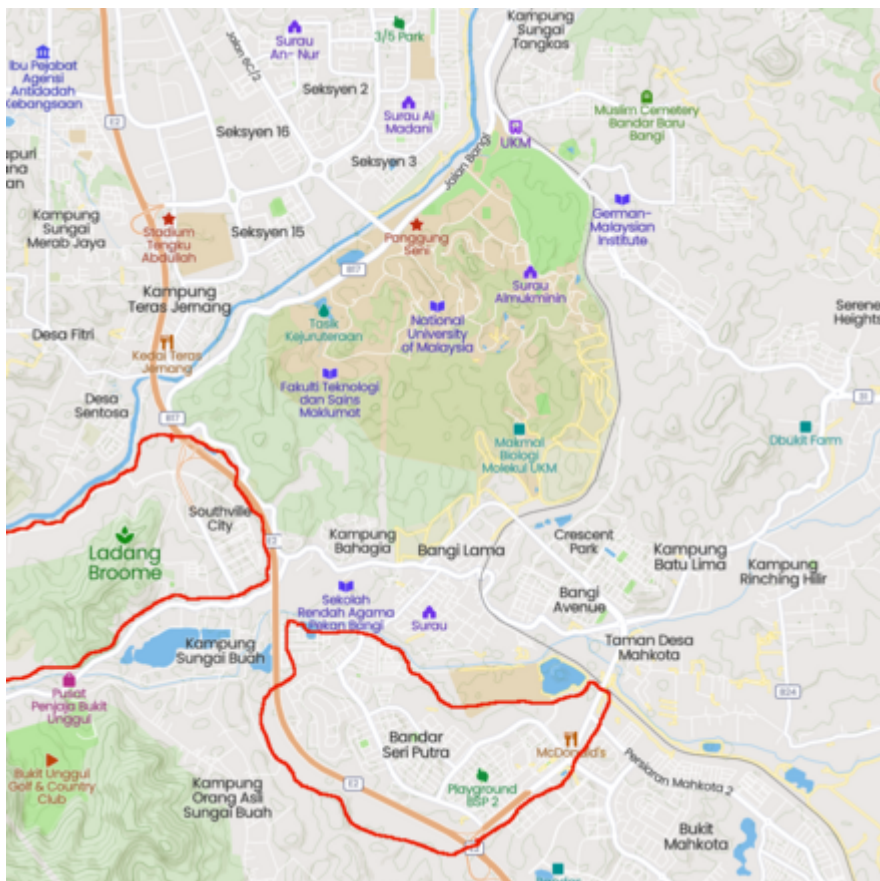 Kampung
Sungai
Tangkas
3/5 Park
Surau
An- Nur
Ibu Pejabat
Agensi
Antidadah
Kebangsaan
E2
Jalan BC/2
Seksyen 2
Surau Al
Madani
Muslim Cemetery
Bandar Baru
Bangi
Seksyen 16
UKM
Seksyen 3
Jalan Bangi
Kampung
Sungai
Merab Jaya
Stadium
Tengku
Abdullah
Seksyen 15
Panggung
Seni
German-
Malaysian
Institute
B17
Surau
Almukminin
Kampung
Teras Jernang
Tasik
Kejuruteraan
National
University
of Malaysia
Serene
Heights
Desa Fitri
Kedai Teras
Jernang
Fakulti Teknologi
dan Sains
Maklumat
Desa
Sentosa
B17
B1
Makmal
Biologi
Molekul UKM
Dbukit Farm
Southville
City
Ladang
Broome
E2
Kampung
Bahagia
Bangi Lama
Crescent
Park
Kampung
Batu Lima
Kampung
Rinching Hilir
Bangi
Avenue
Sekolah
Rendah Agama
Pekan Bangi
Surau
Kampung
Sungai Buah
Taman Desa
Mahkota
Pusat
Penjaja Bukit
Unggul
B24
Bandar
Seri Putra
McDonald's
Persiaran Mahkota 2
Bukit Unggul
Golf & Country
Club
Kampung
Orang Asli
Sungai Buah
E2
Playground
BSP 2
Bukit
Mahkota
E2